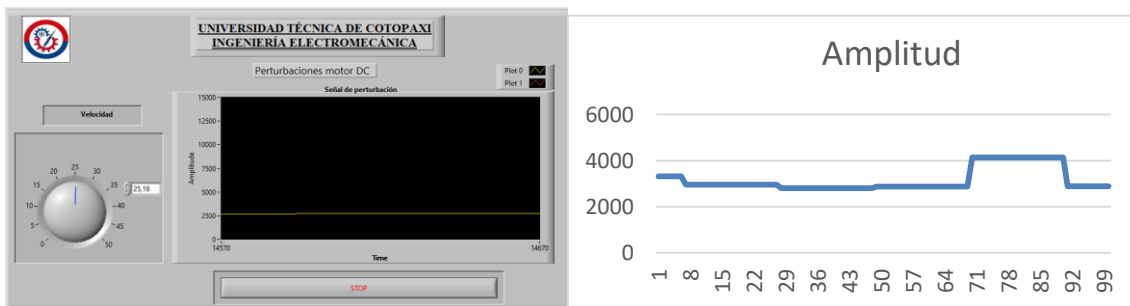 UNIVERSIDAD TÉCNICA DE COTOPAXI
INGENIERÍA ELECTROMECÁNICA
Perturbaciones motor DC
Plot 0
Plot 1
Señal de perturbación
Velocidad
0
5
10
15
20
25
30
35
40
45
50
25,19
Amplitude
15000
12500
10000
7500
5000
2500
0
14570
14670
Time
STOP
Amplitud
6000
4000
2000
0
1 8 15 22 29 36 43 50 57 64 71 78 85 92 99